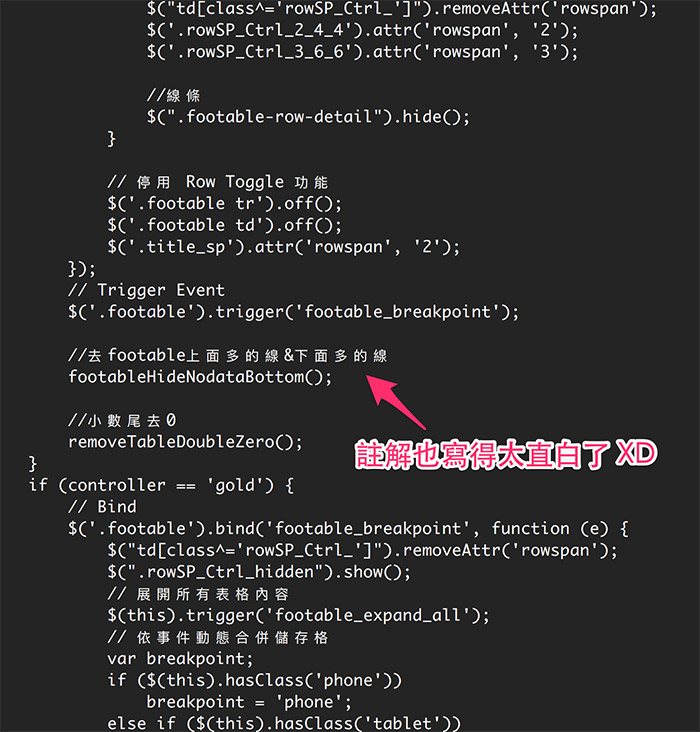 $("td[class^='rowSP_Ctrl_']").removeAttr('rowspan');
$('.rowSP_Ctrl_2_4_4').attr('rowspan', '2');
$('.rowSP_Ctrl_3_6_6').attr('rowspan', '3');
//線條
$(".footable-row-detail").hide();
}
// 停用 Row Toggle 功能
$('.footable tr').off();
$('.footable td').off();
$('.title_sp').attr('rowspan', '2');
});
// Trigger Event
$('.footable').trigger('footable_breakpoint');
//去footable上面多的線&下面多的線
footableHideNodataBottom();
//小數尾去0
removeTableDoubleZero();
註解也寫得太直白了 XD
}
if (controller == 'gold') {
// Bind
$('.footable').bind('footable_breakpoint', function (e) {
$("td[class^='rowSP_Ctrl_']").removeAttr('rowspan');
$(".rowSP_Ctrl_hidden").show();
// 展開所有表格內容
$(this).trigger('footable_expand_all');
// 依事件動態合併儲存格
var breakpoint;
if ($(this).hasClass('phone'))
breakpoint = 'phone';
else if ($(this).hasClass('tablet'))